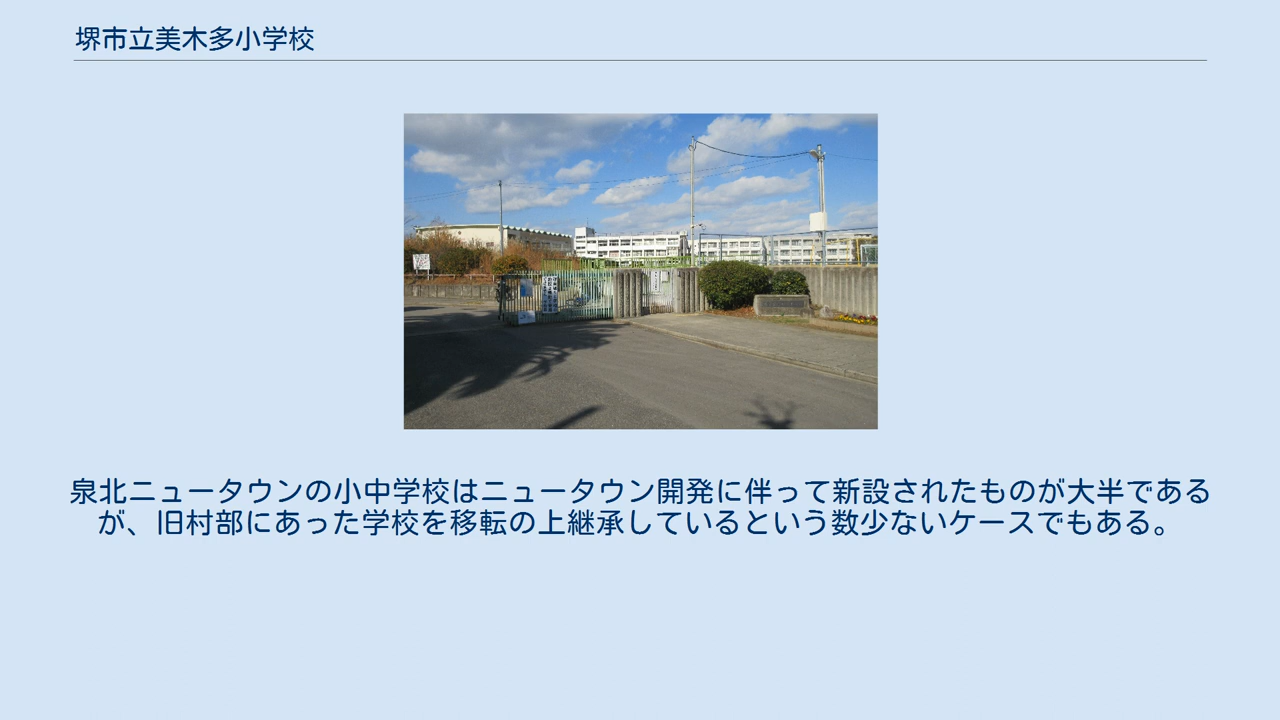 堺市立美木多小学校
泉北ニュータウンの小中学校はニュータウン開発に伴って新設されたものが大半である
が、旧村部にあった学校を移転の上継承しているという数少ないケースでもある。